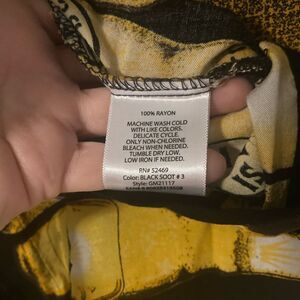 100% RAYON
MACHINE WASH COLD
WITH LIKE COLORS.
DELICATE CYCLE.
ONLY NON-CHLORINE
BLEACH WHEN NEEDED.
TUMBLE DRY LOW.
LOW IRON IF NEEDED.
RN# 52469
Color: BLACK SOOT # 3
Style: GM21117